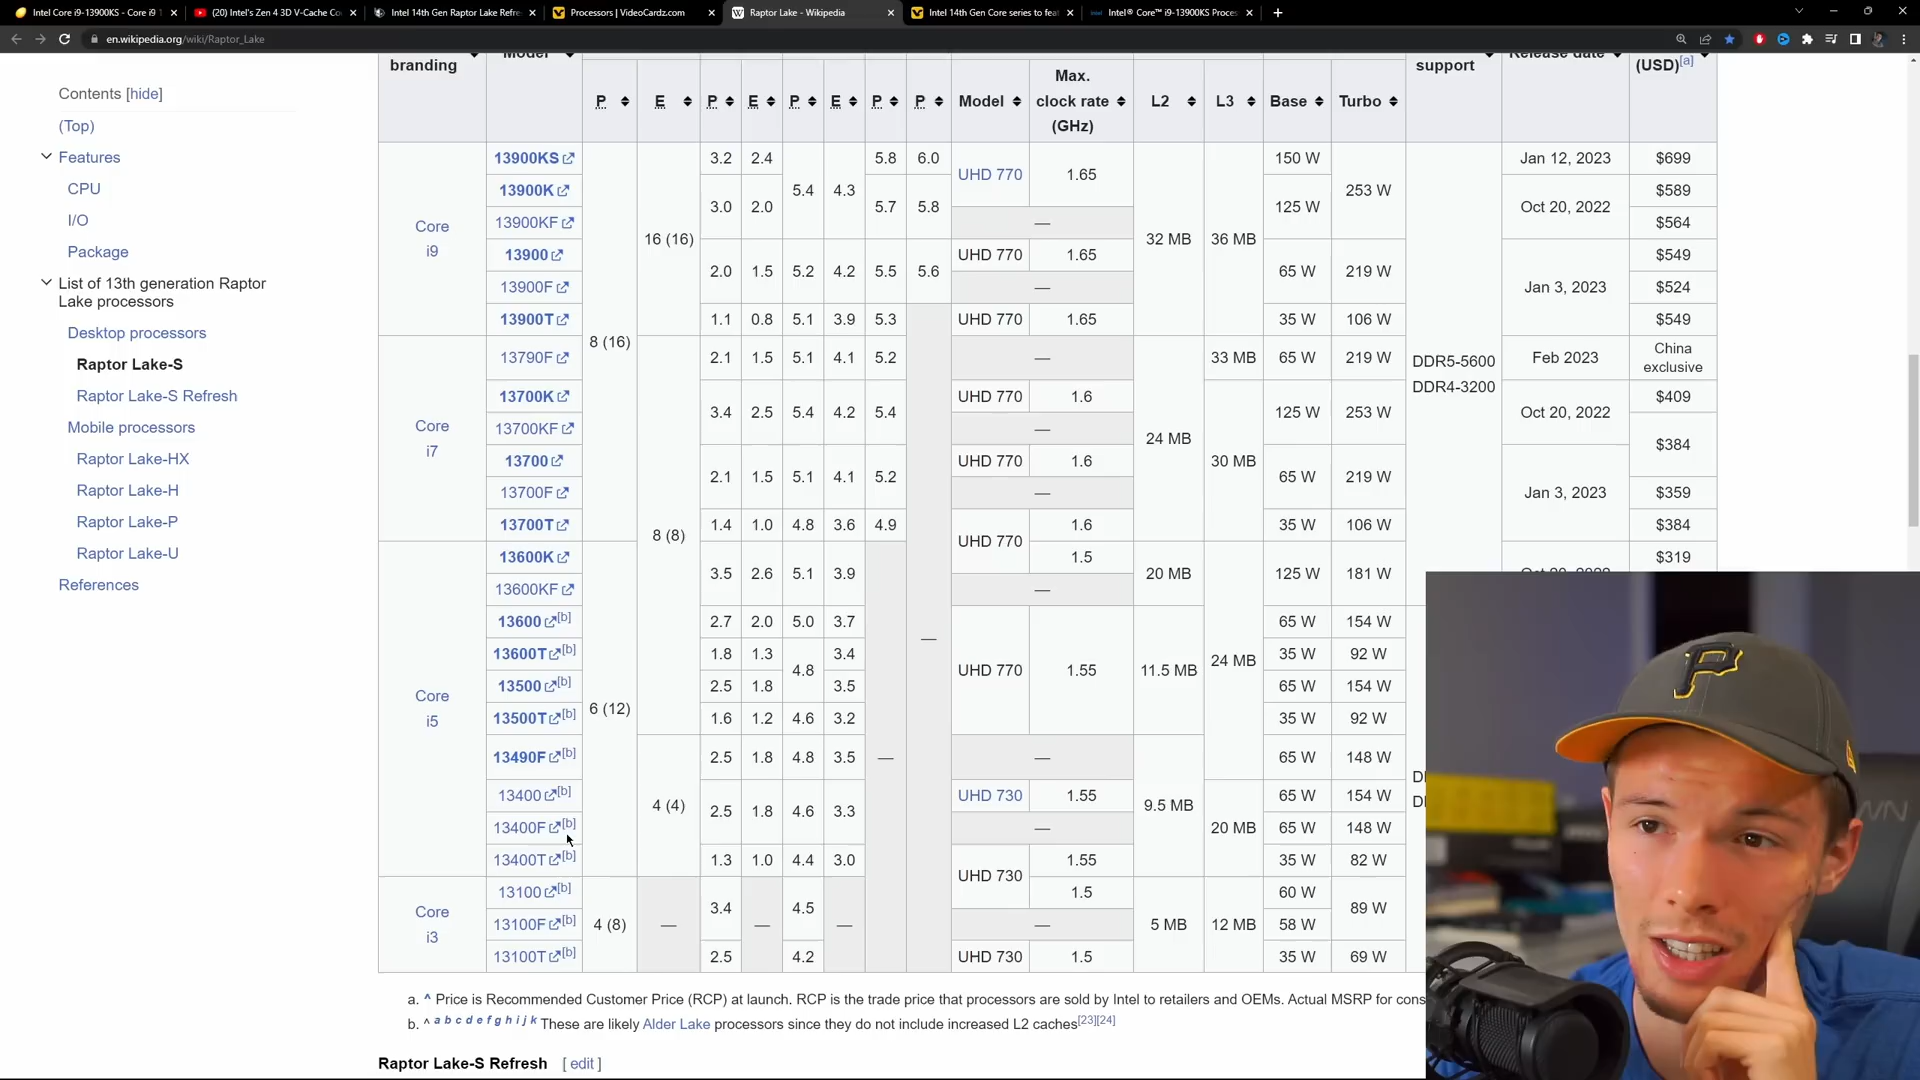 Intel Core i9-13900KS - Core i9 1
(20) Intel's Zen 4 3D V-Cache Co
Intel 14th Gen Raptor Lake Refre
Processors | VideoCardz.com
Raptor Lake - Wikipedia
Intel 14th Gen Core series to fea
Intel® Core™ i9-13900KS Proces
en.wikipedia.org/wiki/Raptor_Lake
Contents [hide]
(Top)
Features
CPU
I/O
Package
List of 13th generation Raptor
Lake processors
Desktop processors
Raptor Lake-S
Raptor Lake-S Refresh
Mobile processors
Raptor Lake-HX
Raptor Lake-H
Raptor Lake-P
Raptor Lake-U
References
branding Model support Release date (USD)[a]
P E P E P E P P Model Max. clock rate (GHz) L2 L3 Base Turbo
Core i9 13900KS 8 (16) 16 (16) 3.2 2.4 5.4 4.3 5.8 6.0 UHD 770 1.65 32 MB 36 MB 150 W 253 W DDR5-5600 DDR4-3200 Jan 12, 2023 $699
13900K 3.0 2.0 5.7 5.8 125 W Oct 20, 2022 $589
13900KF — $564
13900 2.0 1.5 5.2 4.2 5.5 5.6 UHD 770 1.65 65 W 219 W Jan 3, 2023 $549
13900F — $524
13900T 1.1 0.8 5.1 3.9 5.3 — UHD 770 1.65 35 W 106 W $549
Core i7 13790F 8 (8) 2.1 1.5 5.1 4.1 5.2 — 24 MB 33 MB 65 W 219 W Feb 2023 China exclusive
13700K 3.4 2.5 5.4 4.2 5.4 UHD 770 1.6 30 MB 125 W 253 W Oct 20, 2022 $409
13700KF — $384
13700 2.1 1.5 5.1 4.1 5.2 UHD 770 1.6 65 W 219 W Jan 3, 2023
13700F — $359
13700T 1.4 1.0 4.8 3.6 4.9 UHD 770 1.6 35 W 106 W $384
Core i5 13600K 6 (12) 3.5 2.6 5.1 3.9 — 1.5 20 MB 24 MB 125 W 181 W $319
13600KF —
13600[b] 2.7 2.0 5.0 3.7 UHD 770 1.55 11.5 MB 65 W 154 W
13600T[b] 1.8 1.3 4.8 3.4 35 W 92 W
13500[b] 2.5 1.8 3.5 65 W 154 W
13500T[b] 1.6 1.2 4.6 3.2 35 W 92 W
13490F[b] 4 (4) 2.5 1.8 4.8 3.5 — 9.5 MB 65 W 148 W
13400[b] 2.5 1.8 4.6 3.3 UHD 730 1.55 20 MB 65 W 154 W
13400F[b] — 65 W 148 W
13400T[b] 1.3 1.0 4.4 3.0 UHD 730 1.55 35 W 82 W
Core i3 13100[b] 4 (8) — 3.4 — 4.5 — 1.5 5 MB 12 MB 60 W 89 W
13100F[b] — 58 W
13100T[b] 2.5 4.2 UHD 730 1.5 35 W 69 W
a. ^ Price is Recommended Customer Price (RCP) at launch. RCP is the trade price that processors are sold by Intel to retailers and OEMs. Actual MSRP for cons
b. ^ a b c d e f g h i j k These are likely Alder Lake processors since they do not include increased L2 caches[23][24]
Raptor Lake-S Refresh [ edit ]
P